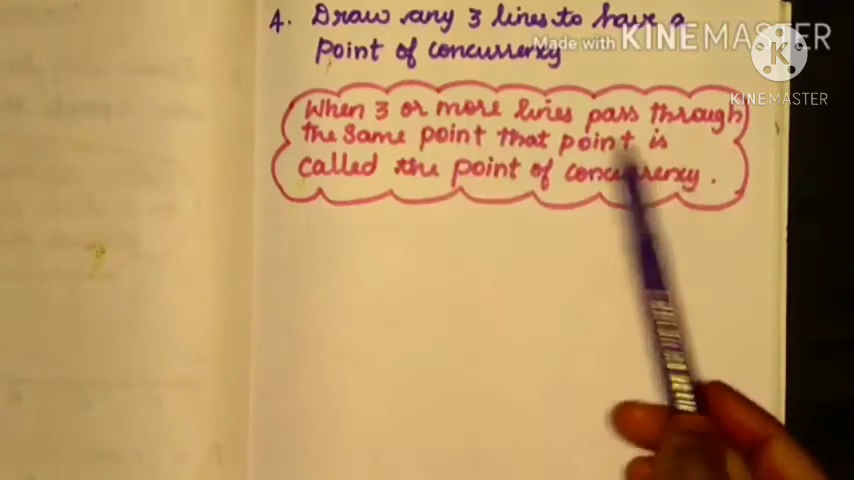 4. Draw any 3 lines to have a
point of concurrency
Made with KINEMASTER
K
KINEMASTER
When 3 or more lines pass through
the same point that point is
called the point of concurrency.